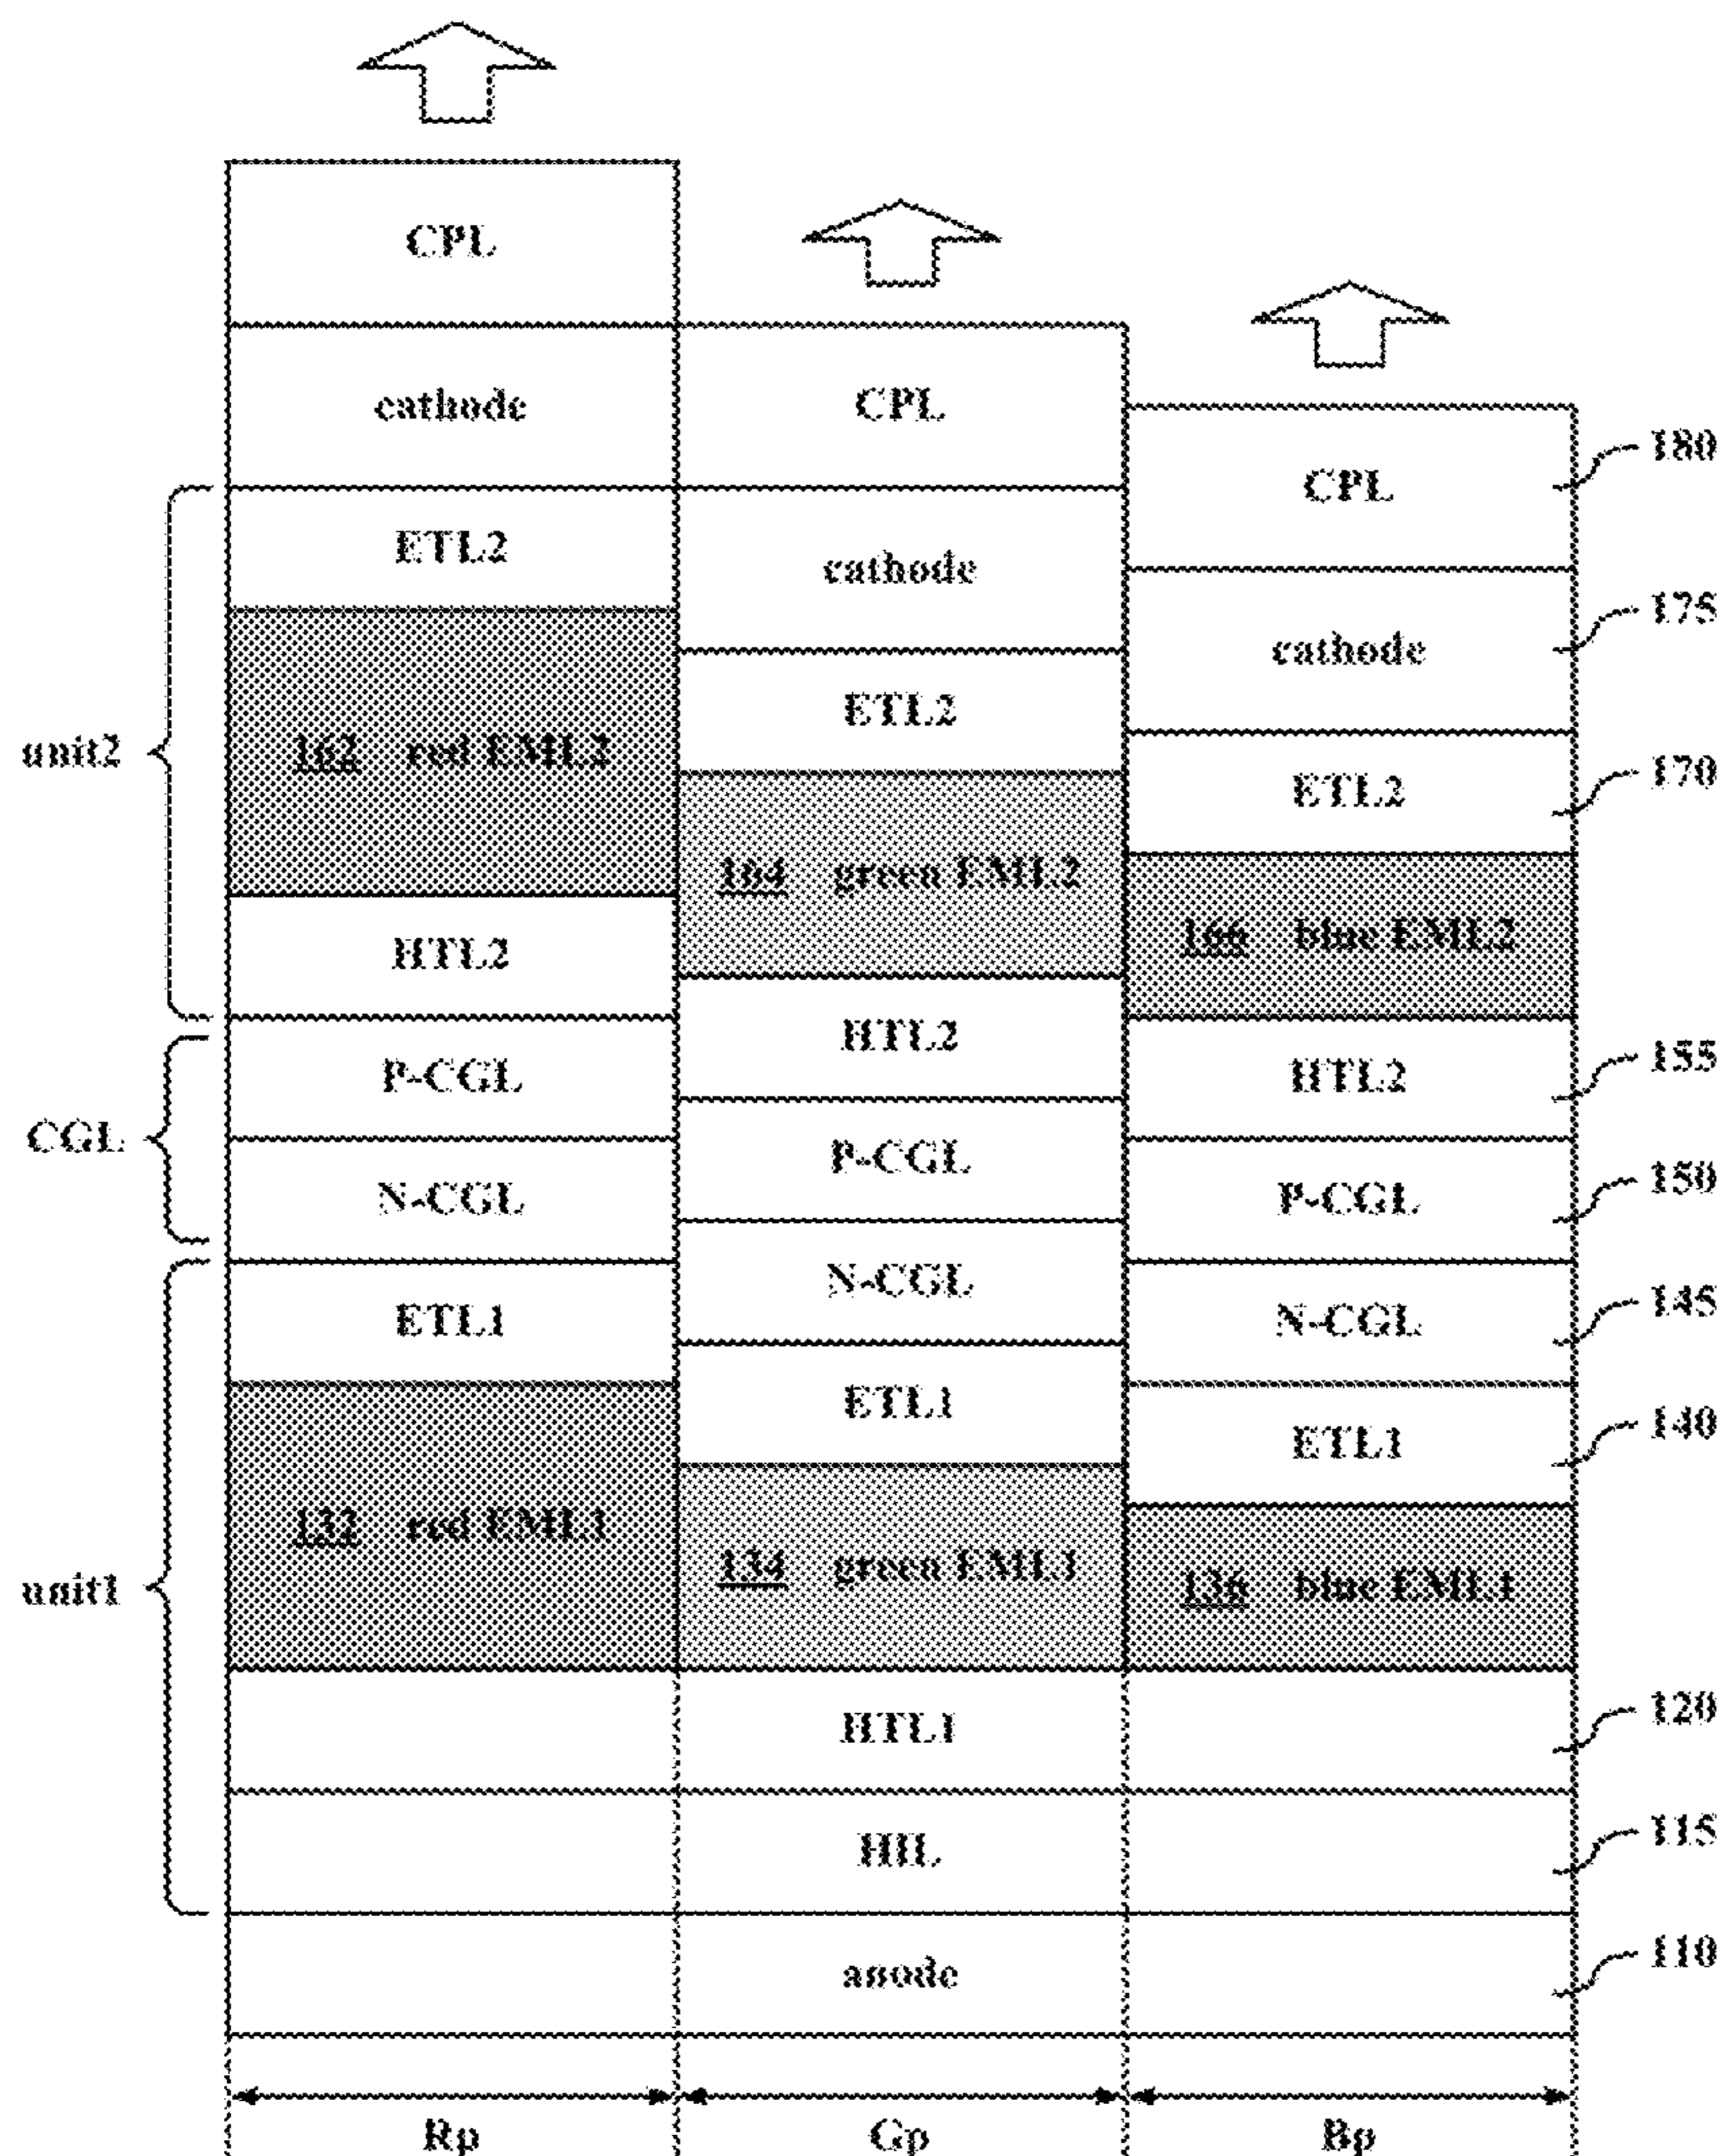 CPL
cathode
CPL
CPL
180
ETL2
cathode
cathode
175
unit2
162 red EML2
ETL2
ETL2
170
164 green EML2
166 blue EML2
HTL2
HTL2
HTL2
155
CGL
P-CGL
P-CGL
P-CGL
150
N-CGL
N-CGL
N-CGL
145
ETL1
ETL1
ETL1
140
unit1
132 red EML1
134 green EML1
136 blue EML1
HTL1
120
HIL
115
anode
110
Rp
Gp
Bp